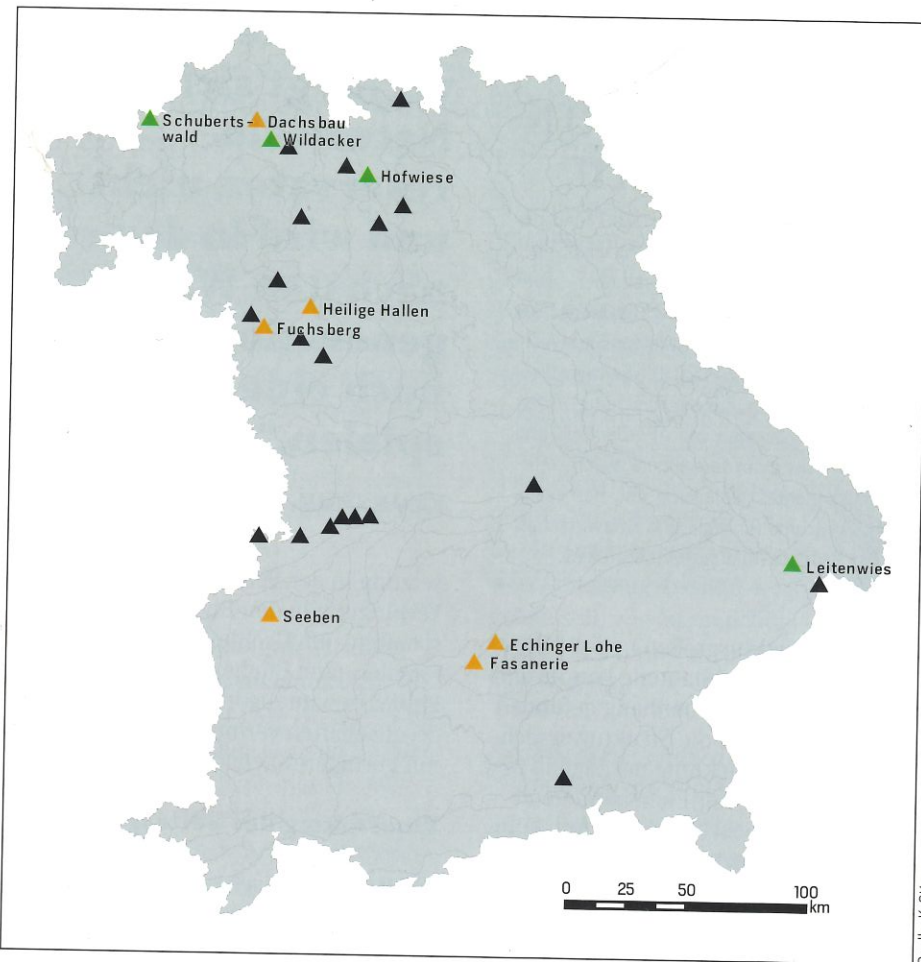 Schuberts-
wald
Dachsbau
Wildacker
Hofwiese
Heilige Hallen
Fuchsberg
Leitenwies
Seeben
Echinger Lohe
Fasanerie
0 25 50 100
km